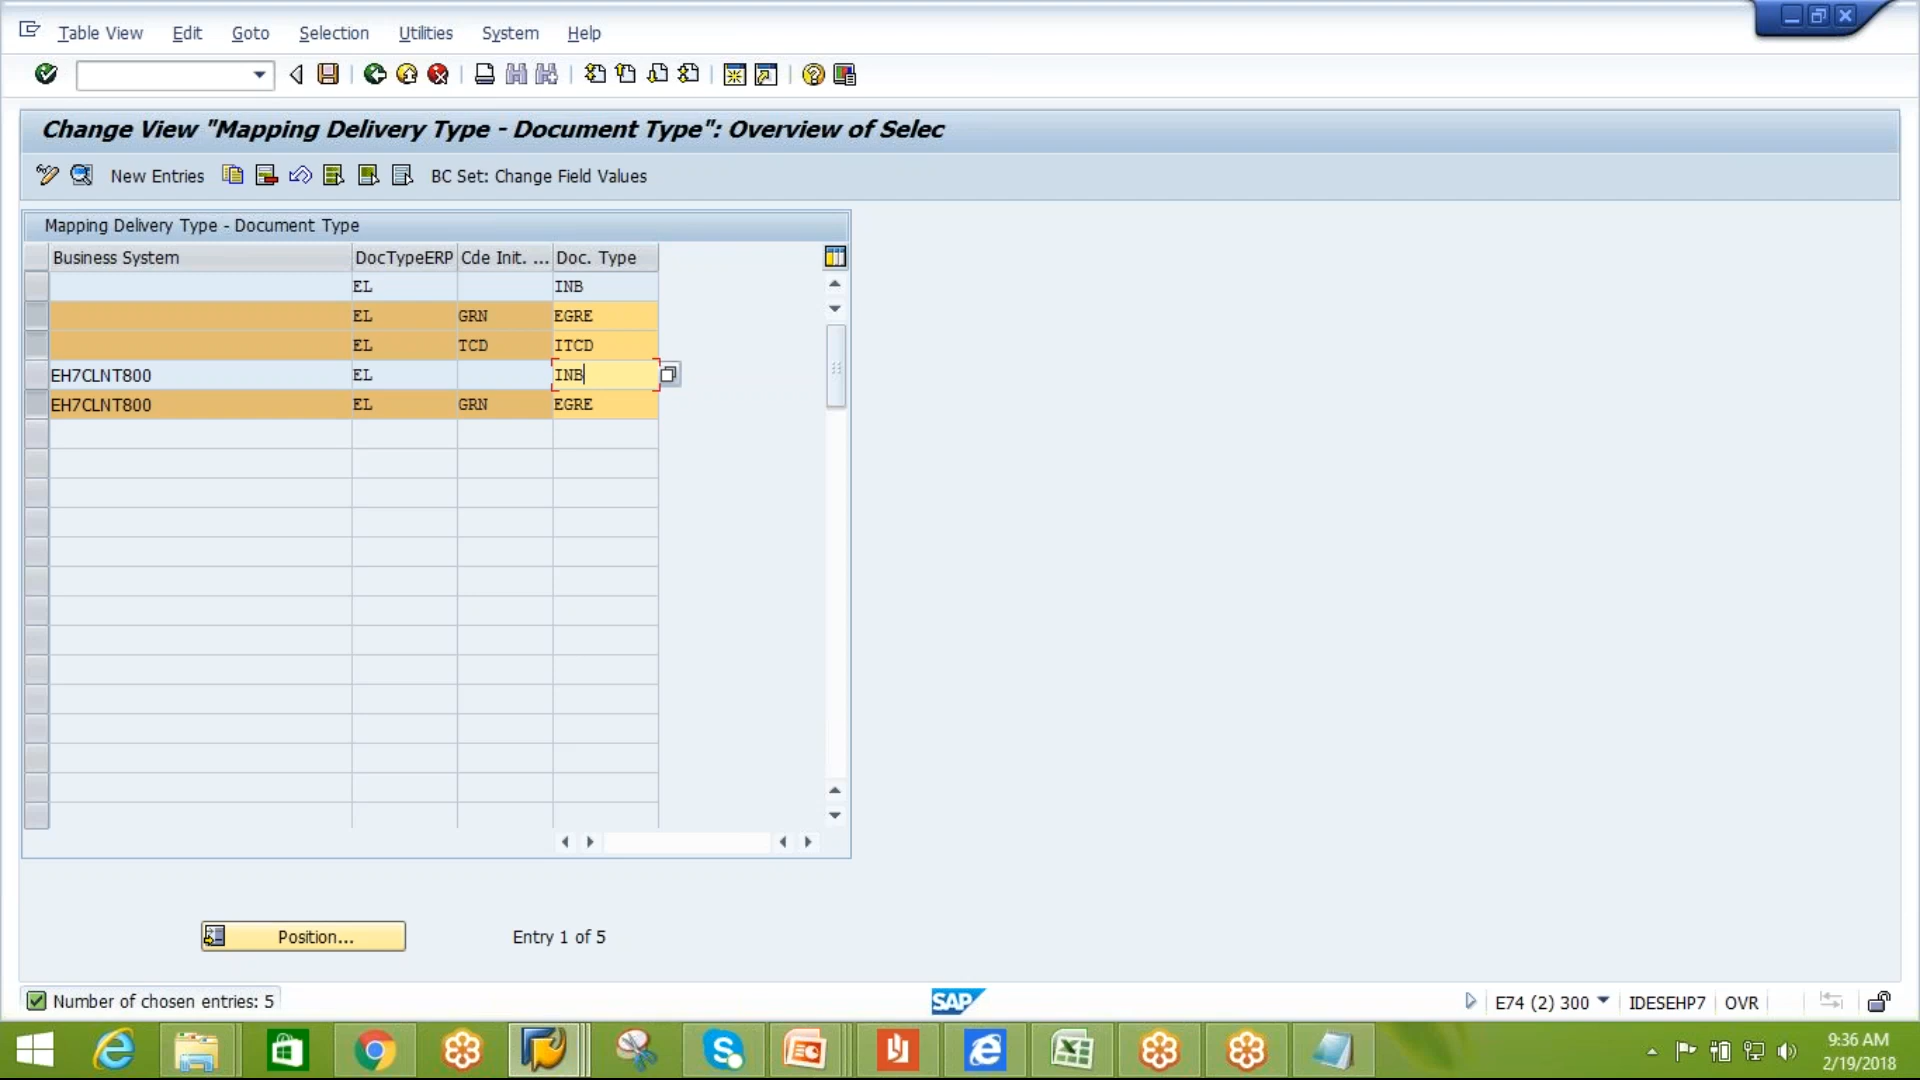 Table View Edit Goto Selection Utilities System Help
Change View "Mapping Delivery Type - Document Type": Overview of Selec
New Entries BC Set: Change Field Values
Mapping Delivery Type - Document Type
Business System DocTypeERP Cde Init. ... Doc. Type
EL INB
EL GRN EGRE
EL TCD ITCD
EH7CLNT800 EL INB
EH7CLNT800 EL GRN EGRE
Position... Entry 1 of 5
Number of chosen entries: 5 SAP E74 (2) 300 IDESEHP7 OVR
9:36 AM
2/19/2018